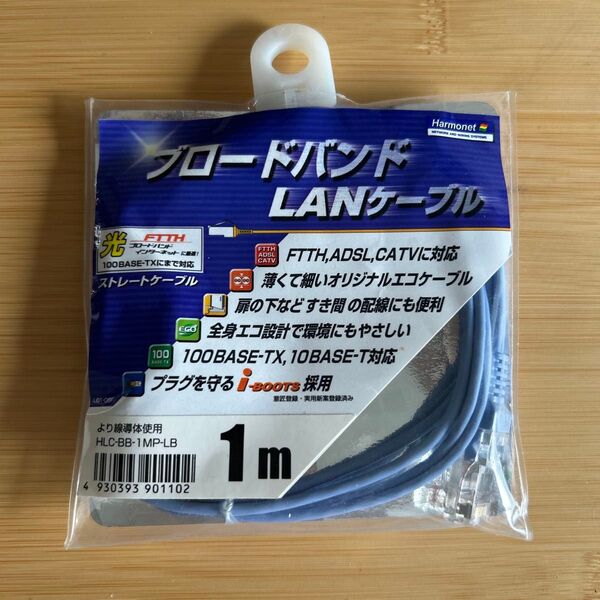 Harmonet
NETWORK AND WIRING SYSTEMS
ブロードバンド
LANケーブル
光
FTTH
ブロードバンド
インターネットに最適!
100BASE-TXにまで対応
ストレートケーブル
FTTH
ADSL
CATV
FTTH,ADSL,CATVに対応
薄くて細いオリジナルエコケーブル
扉の下など すき間 の配線にも便利
ECO
全身エコ設計で環境にもやさしい
100
BASE-TX
100BASE-TX,10BASE-T対応
プラグを守る i-BOOTS 採用
意匠登録・実用新案登録済み
より線導体使用
HLC-BB-1MP-LB
1m
4 930393 901102